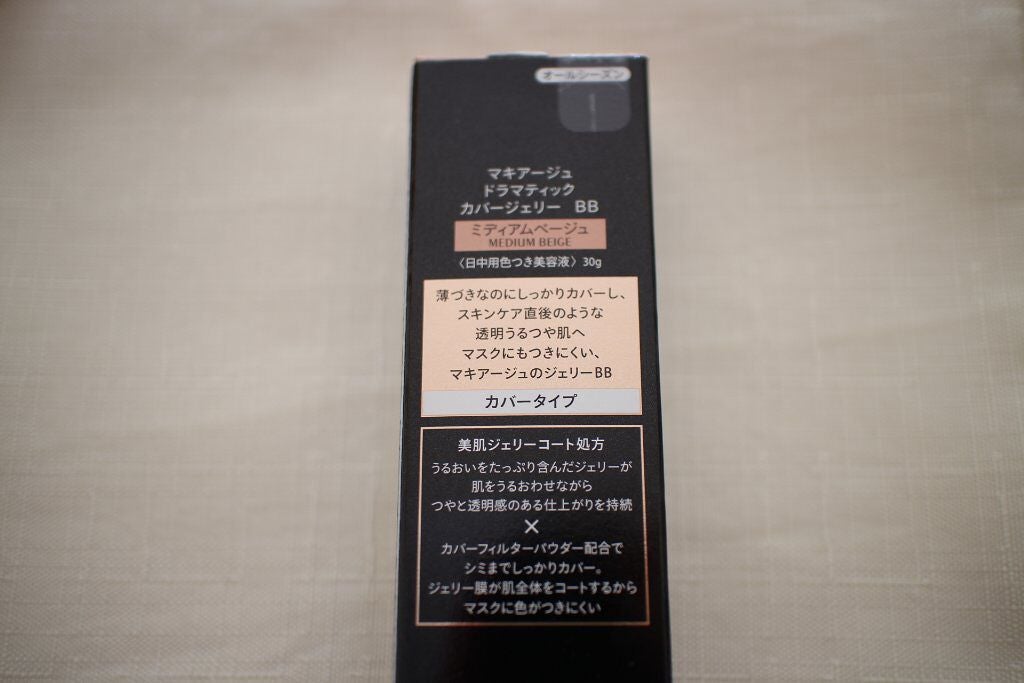 オールシーズン
マキアージュ
ドラマティック
カバージェリー BB
ミディアムベージュ
MEDIUM BEIGE
〈日中用色つき美容液〉 30g
薄づきなのにしっかりカバーし、
スキンケア直後のような
透明うるつや肌へ
マスクにもつきにくい、
マキアージュのジェリーBB
カバータイプ
美肌ジェリーコート処方
うるおいをたっぷり含んだジェリーが
肌をうるおわせながら
つやと透明感のある仕上がりを持続
×
カバーフィルターパウダー配合で
シミまでしっかりカバー。
ジェリー膜が肌全体をコートするから
マスクに色がつきにくい